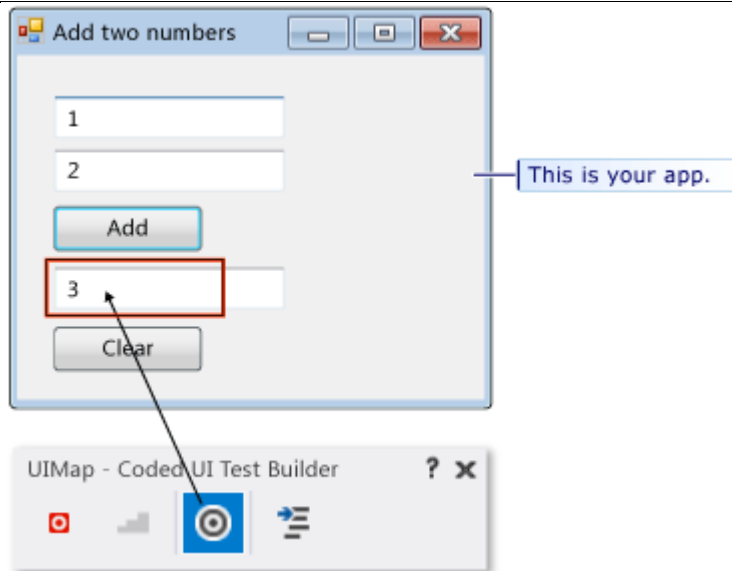 Add two numbers
1
2
This is your app.
Add
3
Clear
UIMap - Coded UI Test Builder ?